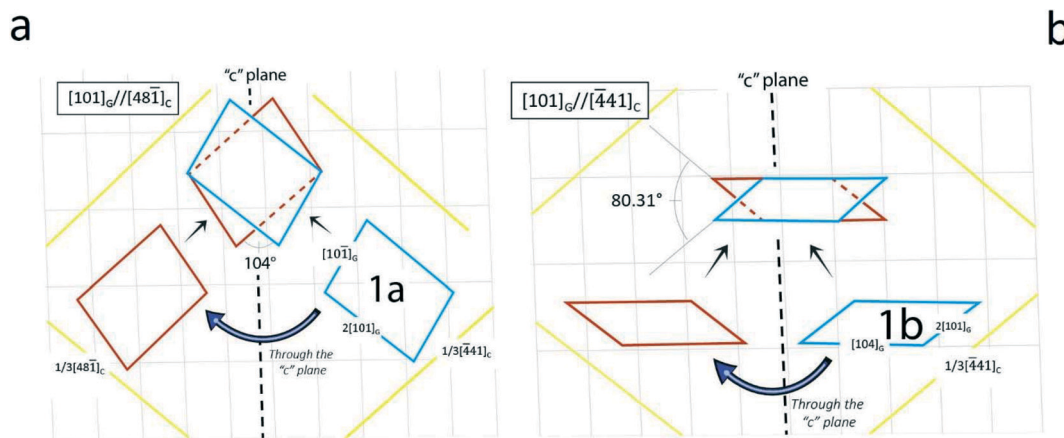 a
"c" plane
[101]G//[481̅]C
104°
[101̅]G
1a
2[101]G
1/3[481̅]C
1/3[4̅41]C
Through the
"c" plane
b
"c" plane
[101]G//[4̅41]C
80.31°
1b
2[101]G
[104]G
1/3[4̅41]C
Through the
"c" plane